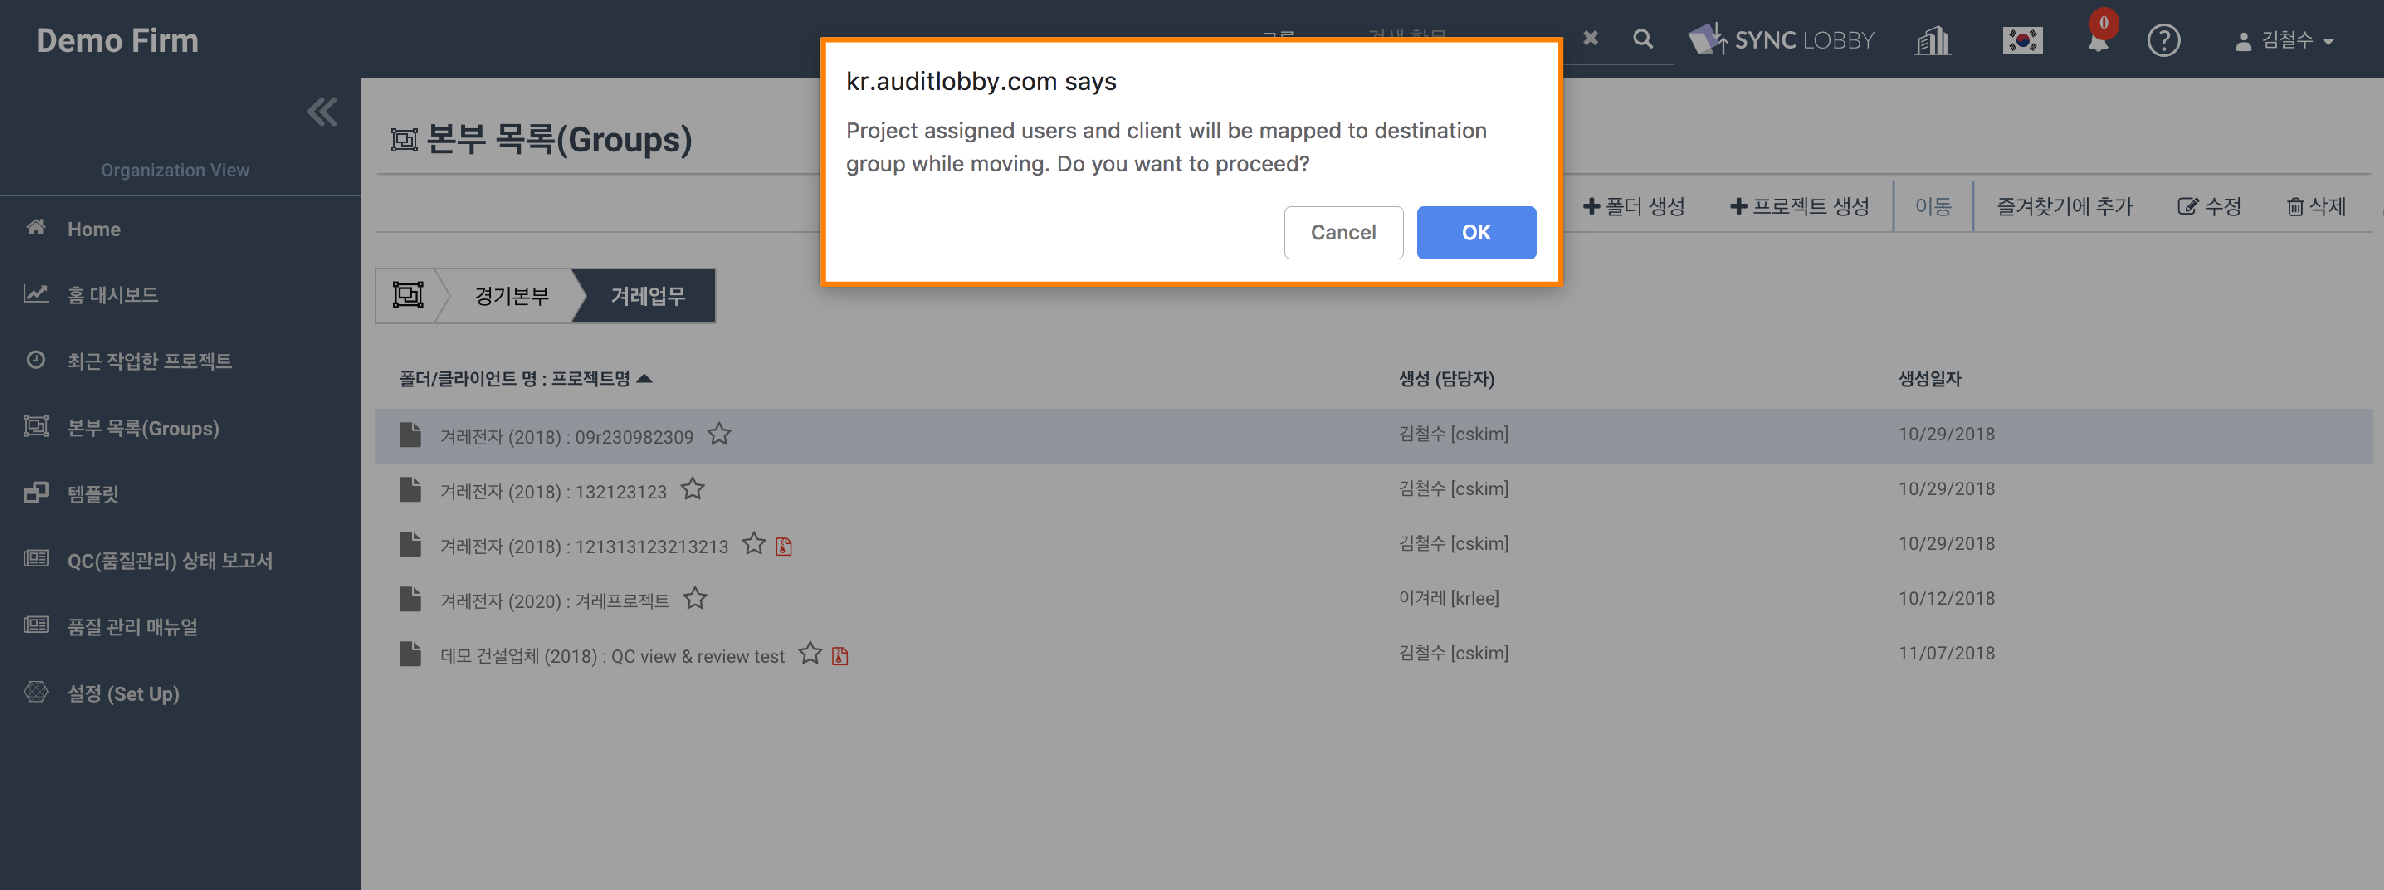 Demo Firm
SYNC LOBBY
0
김철수
kr.auditlobby.com says
Project assigned users and client will be mapped to destination
group while moving. Do you want to proceed?
Cancel
OK
Organization View
Home
홈 대시보드
최근 작업한 프로젝트
본부 목록(Groups)
템플릿
QC(품질관리) 상태 보고서
품질 관리 매뉴얼
설정 (Set Up)
본부 목록(Groups)
폴더 생성
프로젝트 생성
이동
즐겨찾기에 추가
수정
삭제
경기본부
겨레업무
폴더/클라이언트 명 : 프로젝트명 생성 (담당자) 생성일자
겨레전자 (2018) : 09r230982309 김철수 [cskim] 10/29/2018
겨레전자 (2018) : 132123123 김철수 [cskim] 10/29/2018
겨레전자 (2018) : 121313123213213 김철수 [cskim] 10/29/2018
겨레전자 (2020) : 겨레프로젝트 이겨레 [krlee] 10/12/2018
데모 건설업체 (2018) : QC view & review test 김철수 [cskim] 11/07/2018